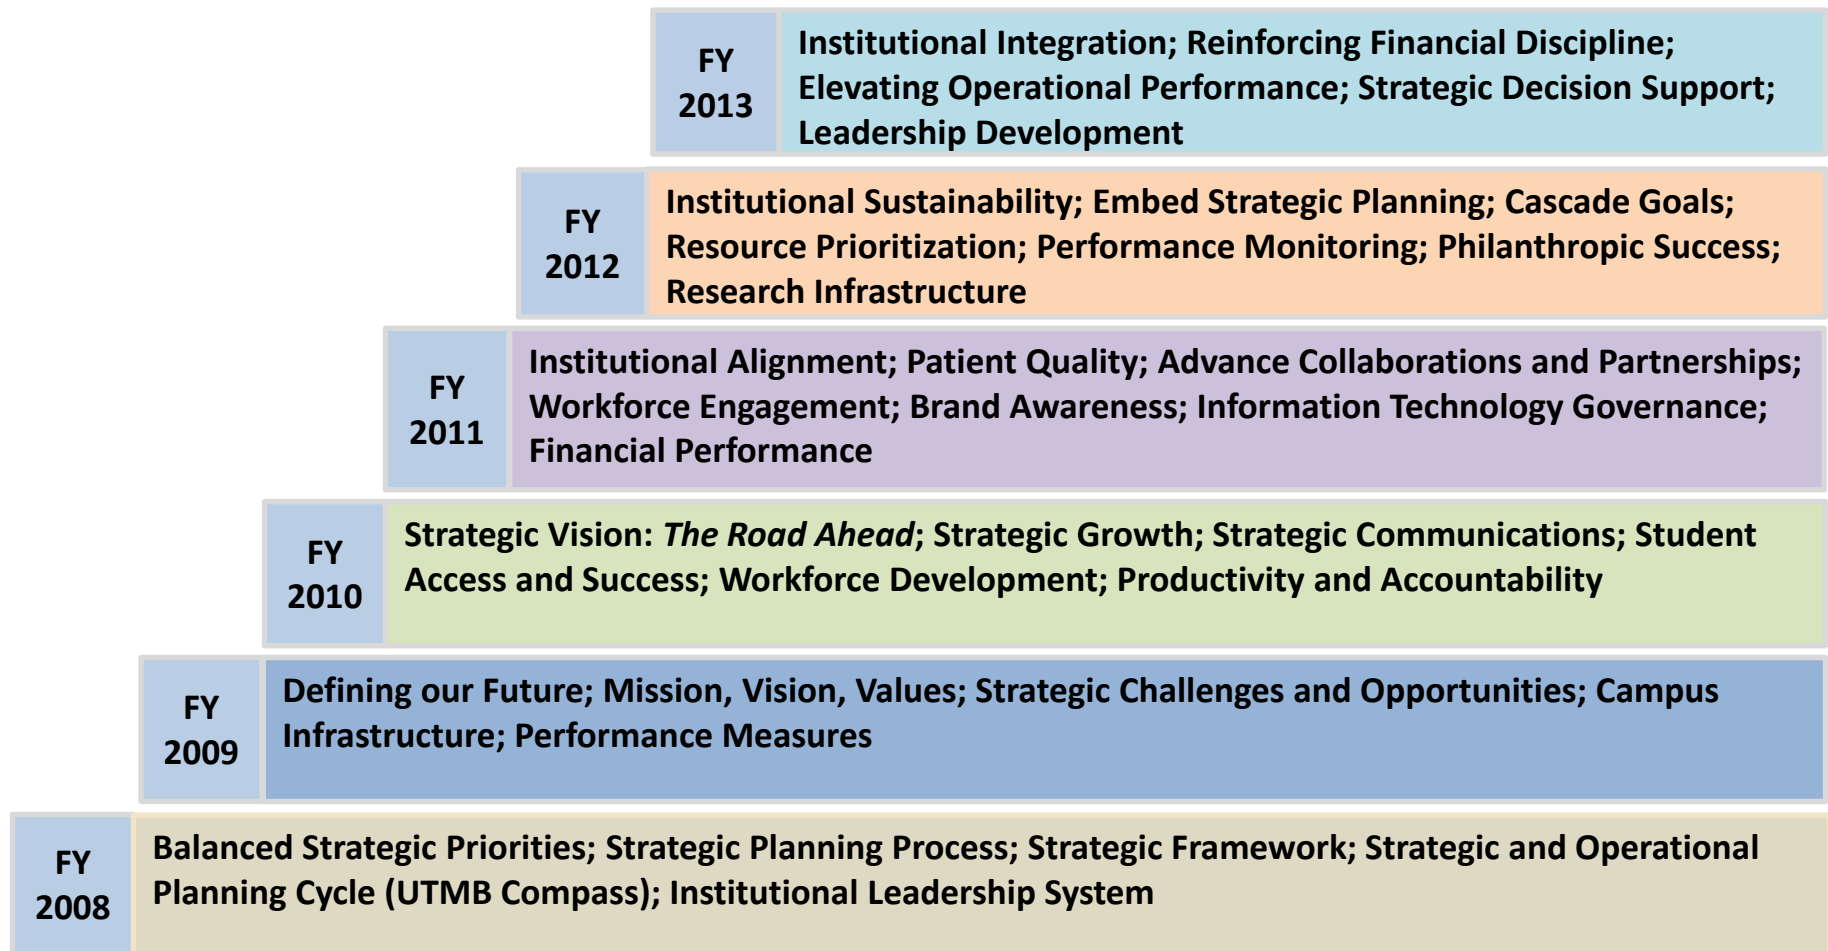 FY
2013
Institutional Integration; Reinforcing Financial Discipline;
Elevating Operational Performance; Strategic Decision Support;
Leadership Development
FY
2012
Institutional Sustainability; Embed Strategic Planning; Cascade Goals;
Resource Prioritization; Performance Monitoring; Philanthropic Success;
Research Infrastructure
FY
2011
Institutional Alignment; Patient Quality; Advance Collaborations and Partnerships;
Workforce Engagement; Brand Awareness; Information Technology Governance;
Financial Performance
FY
2010
Strategic Vision: The Road Ahead; Strategic Growth; Strategic Communications; Student
Access and Success; Workforce Development; Productivity and Accountability
FY
2009
Defining our Future; Mission, Vision, Values; Strategic Challenges and Opportunities; Campus
Infrastructure; Performance Measures
FY
2008
Balanced Strategic Priorities; Strategic Planning Process; Strategic Framework; Strategic and Operational
Planning Cycle (UTMB Compass); Institutional Leadership System